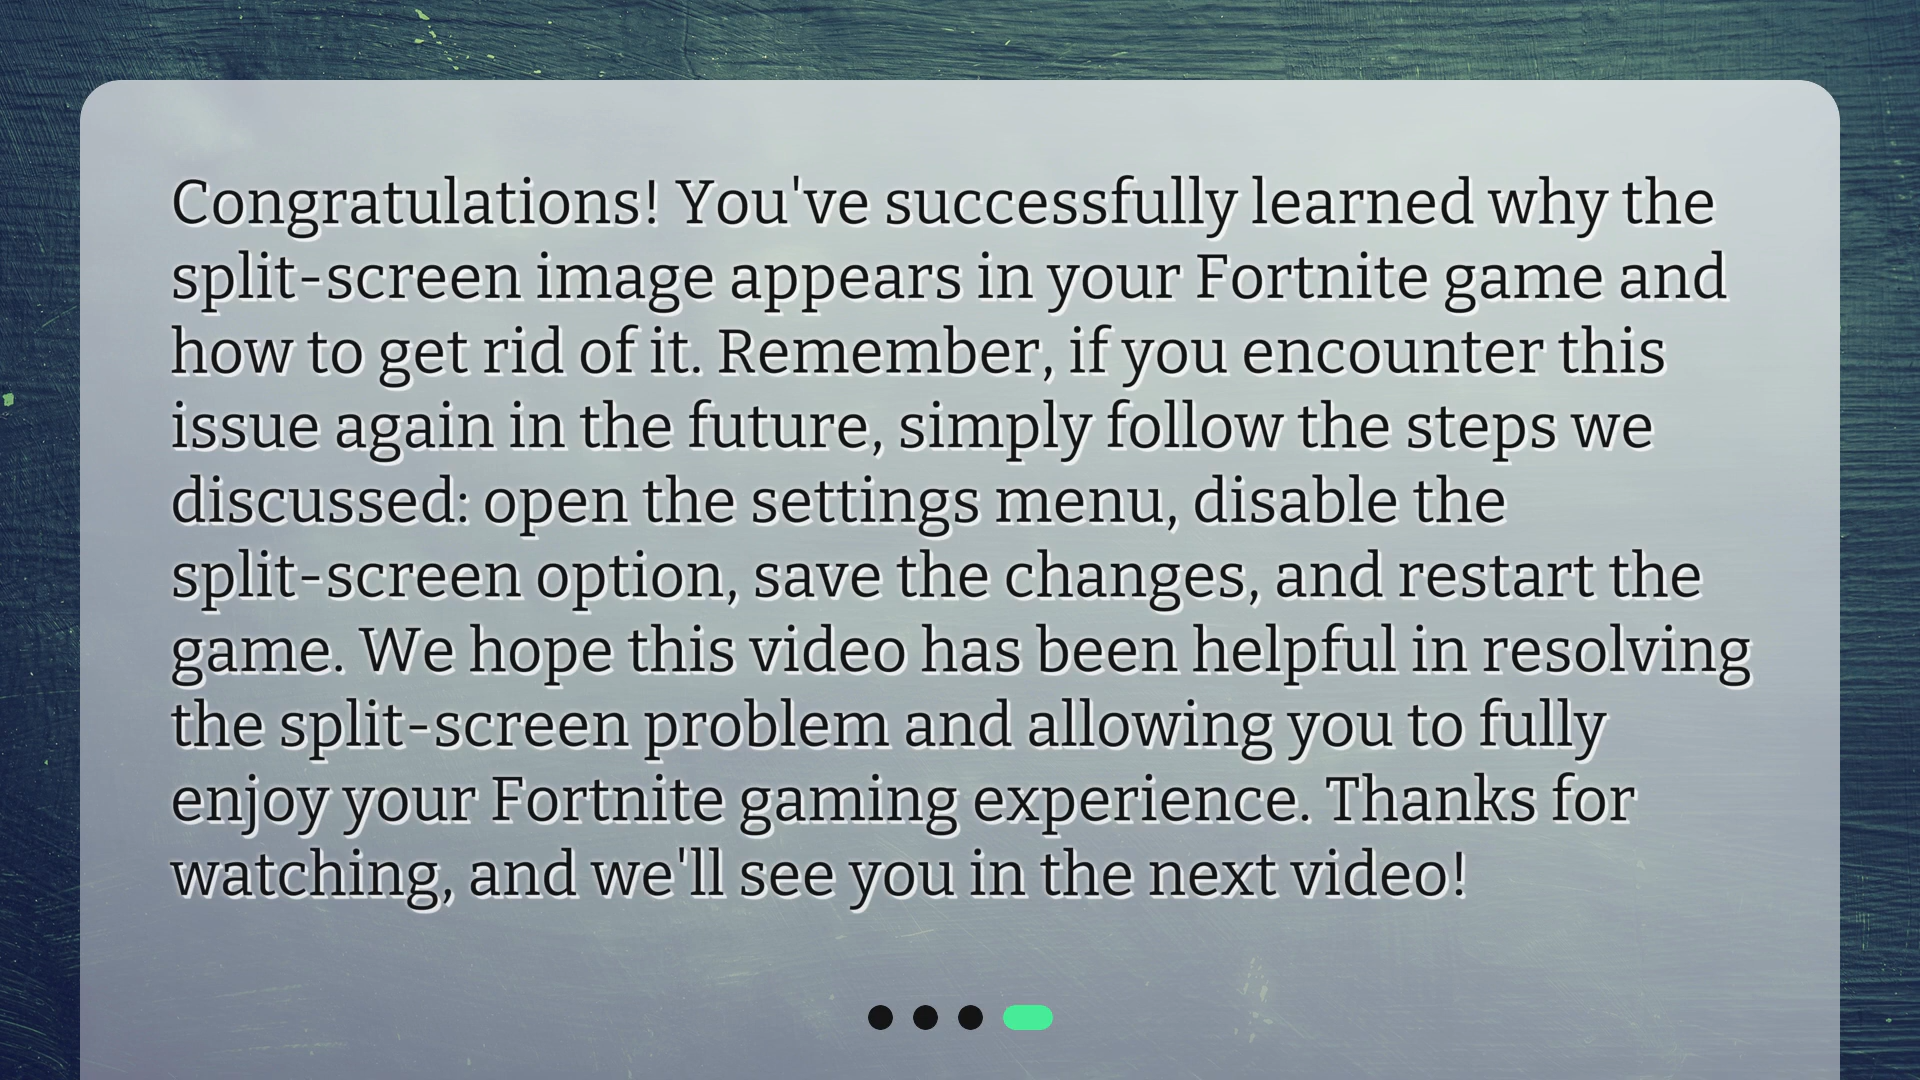 Congratulations! You've successfully learned why the
split-screen image appears in your Fortnite game and
how to get rid of it. Remember, if you encounter this
issue again in the future, simply follow the steps we
discussed: open the settings menu, disable the
split-screen option, save the changes, and restart the
game. We hope this video has been helpful in resolving
the split-screen problem and allowing you to fully
enjoy your Fortnite gaming experience. Thanks for
watching, and we'll see you in the next video!